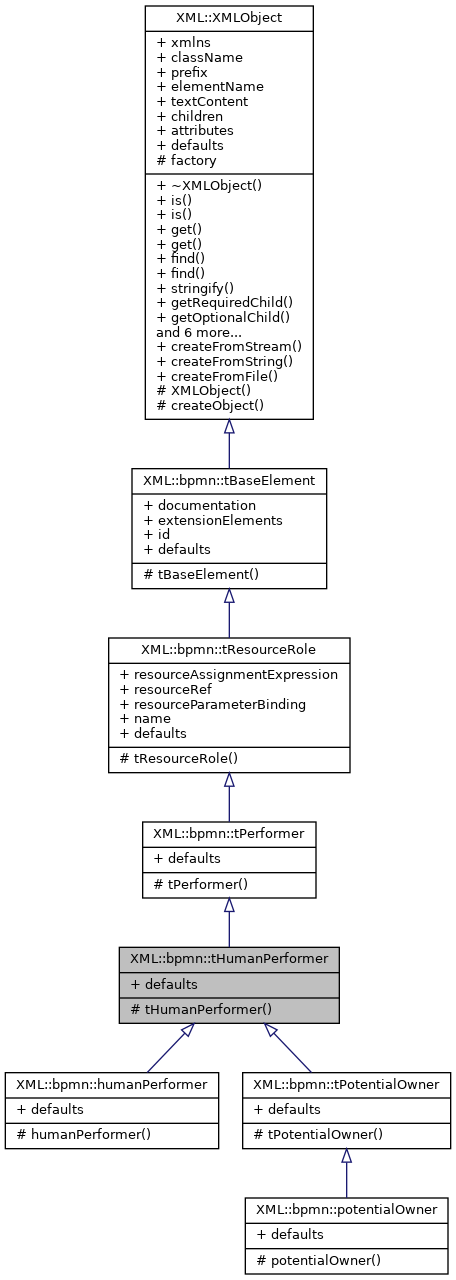 XML::XMLObject
+ xmlns
+ className
+ prefix
+ elementName
+ textContent
+ children
+ attributes
+ defaults
# factory
+ ~XMLObject()
+ is()
+ is()
+ get()
+ get()
+ find()
+ find()
+ stringify()
+ getRequiredChild()
+ getOptionalChild()
and 6 more...
+ createFromStream()
+ createFromString()
+ createFromFile()
# XMLObject()
# createObject()
XML::bpmn::tBaseElement
+ documentation
+ extensionElements
+ id
+ defaults
# tBaseElement()
XML::bpmn::tResourceRole
+ resourceAssignmentExpression
+ resourceRef
+ resourceParameterBinding
+ name
+ defaults
# tResourceRole()
XML::bpmn::tPerformer
+ defaults
# tPerformer()
XML::bpmn::tHumanPerformer
+ defaults
# tHumanPerformer()
XML::bpmn::humanPerformer
+ defaults
# humanPerformer()
XML::bpmn::tPotentialOwner
+ defaults
# tPotentialOwner()
XML::bpmn::potentialOwner
+ defaults
# potentialOwner()